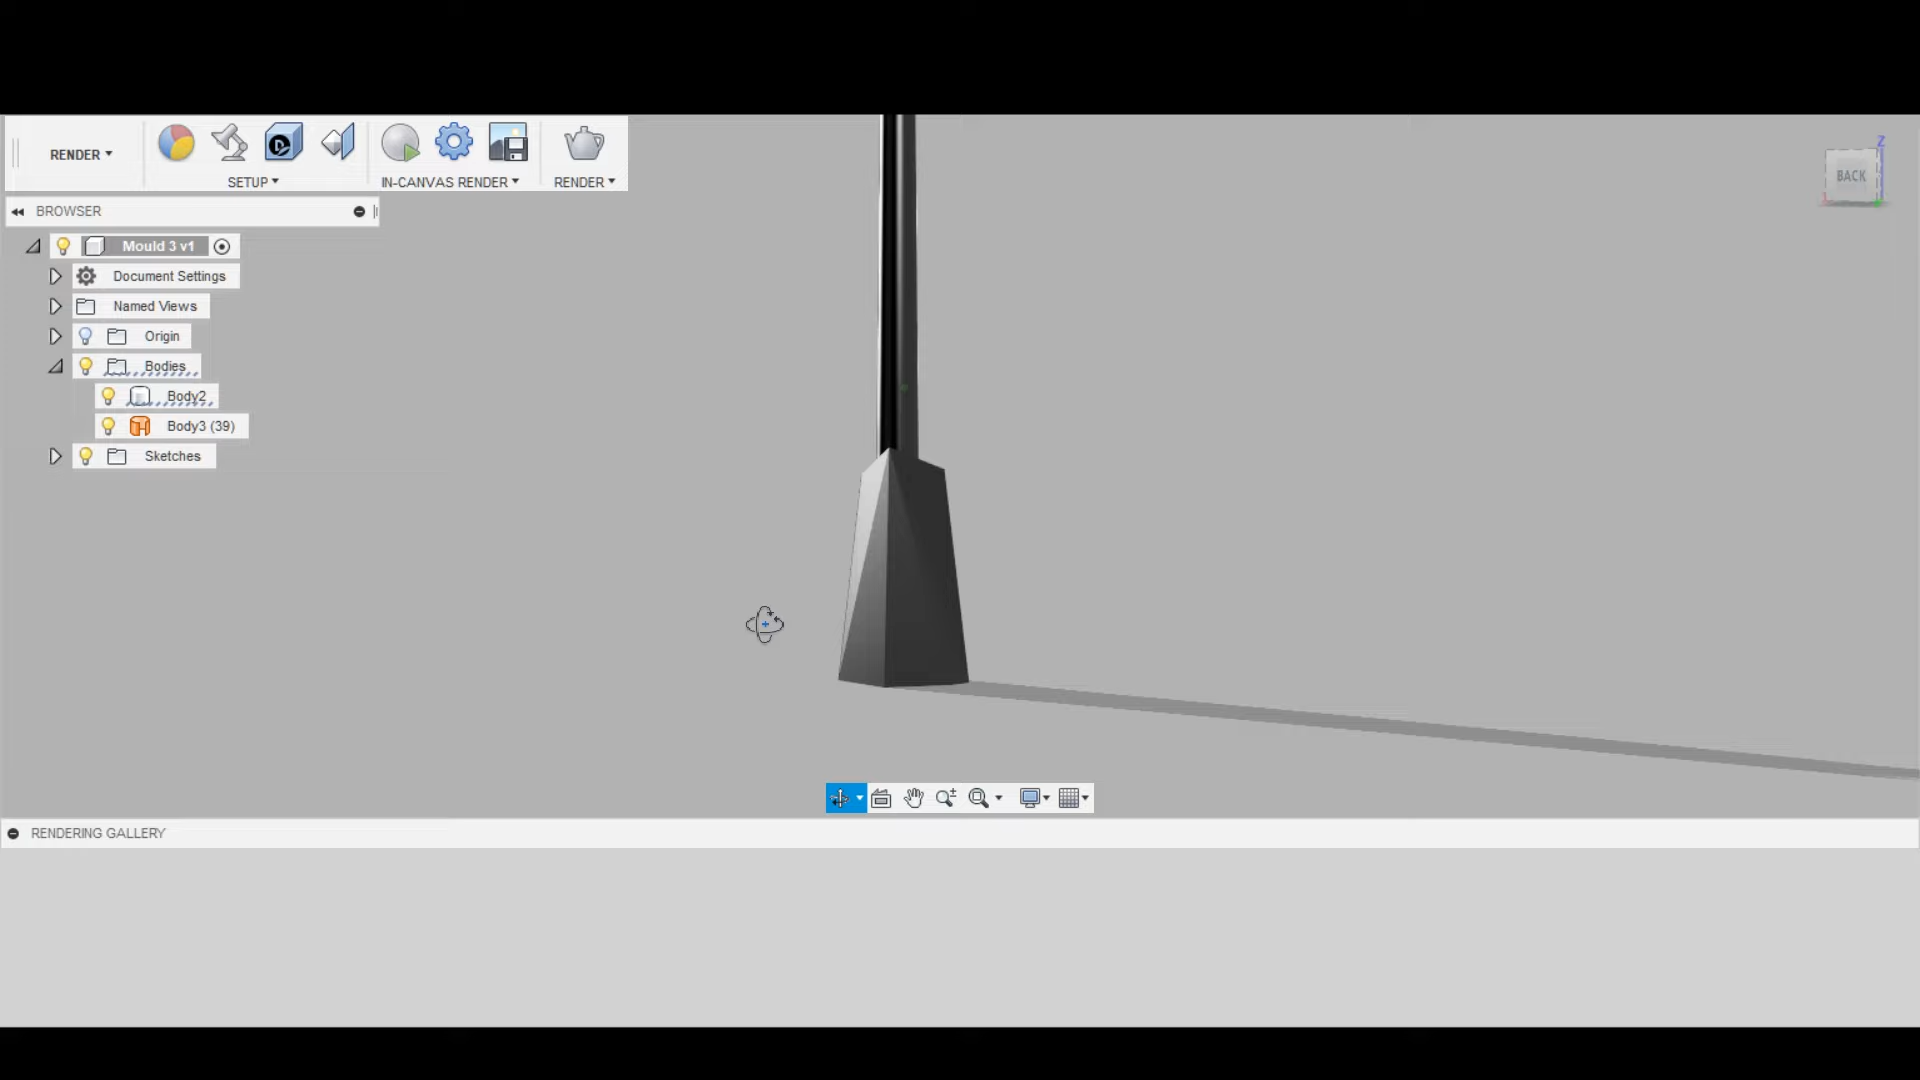 RENDER
SETUP
IN-CANVAS RENDER
RENDER
BROWSER
Mould 3 v1
Document Settings
Named Views
Origin
Bodies
Body2
Body3 (39)
Sketches
Z
BACK
RENDERING GALLERY